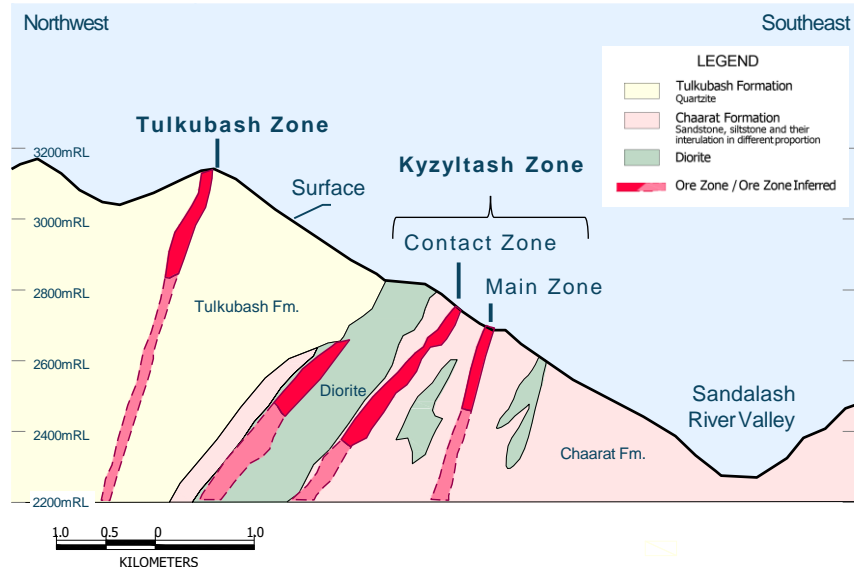 Northwest
Southeast
LEGEND
Tulkubash Formation
Quartzite
Chaarat Formation
Sandstone, siltstone and their
interulation in different proportion
Diorite
Ore Zone / Ore Zone Inferred
Tulkubash Zone
Kyzyltash Zone
Surface
Contact Zone
Main Zone
3200mRL
3000mRL
2800mRL
2600mRL
2400mRL
2200mRL
Tulkubash Fm.
Diorite
Chaarat Fm.
Sandalash
River Valley
1.0 0.5 0 1.0
KILOMETERS